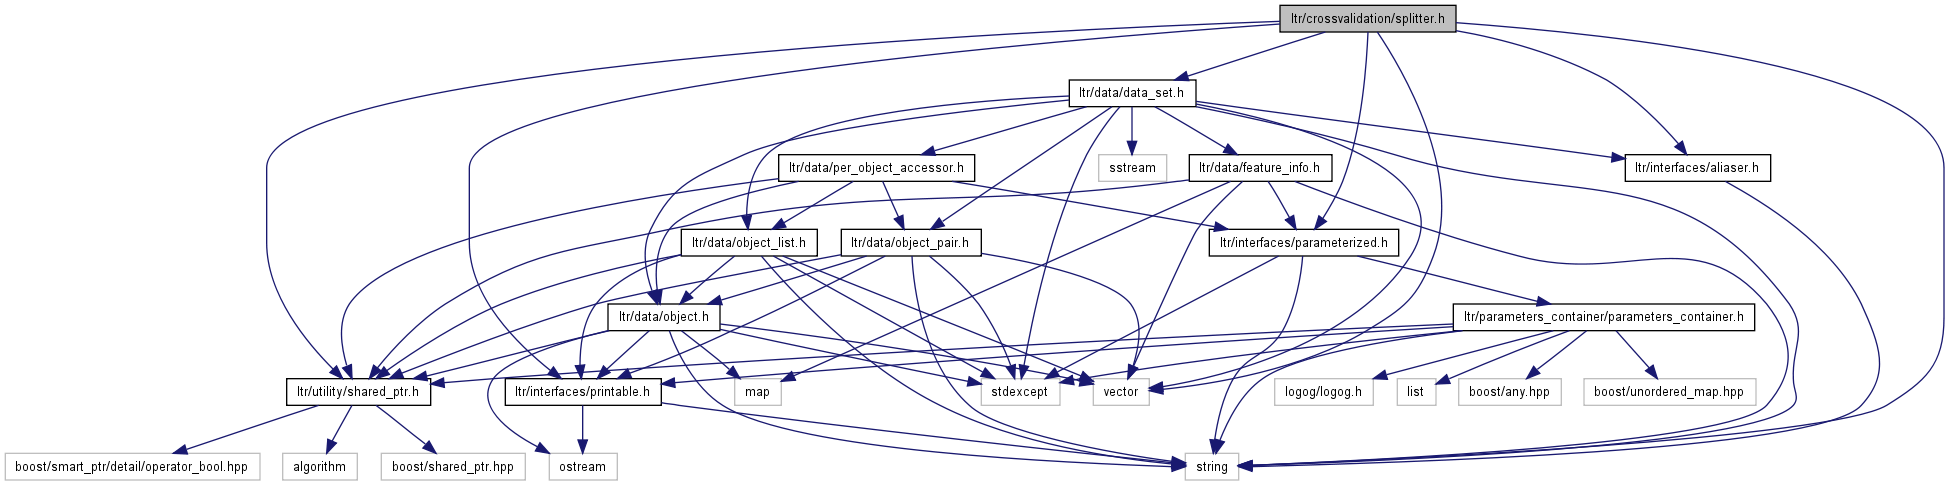 ltr/crossvalidation/splitter.h
ltr/data/data_set.h
ltr/data/per_object_accessor.h
sstream
ltr/data/feature_info.h
ltr/interfaces/aliaser.h
ltr/data/object_list.h
ltr/data/object_pair.h
ltr/interfaces/parameterized.h
ltr/data/object.h
ltr/parameters_container/parameters_container.h
ltr/utility/shared_ptr.h
ltr/interfaces/printable.h
map
stdexcept
vector
logog/logog.h
list
boost/any.hpp
boost/unordered_map.hpp
boost/smart_ptr/detail/operator_bool.hpp
algorithm
boost/shared_ptr.hpp
ostream
string